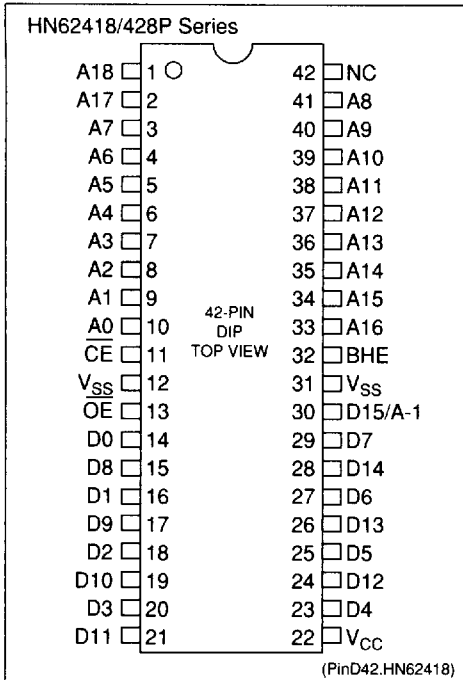 HN62418/428P Series
A18 1 42 NC
A17 2 41 A8
A7 3 40 A9
A6 4 39 A10
A5 5 38 A11
A4 6 37 A12
A3 7 36 A13
A2 8 35 A14
A1 9 34 A15
A0 10 33 A16
C̅E̅ 11 32 BHE
VSS 12 31 VSS
O̅E̅ 13 30 D15/A-1
D0 14 29 D7
D8 15 28 D14
D1 16 27 D6
D9 17 26 D13
D2 18 25 D5
D10 19 24 D12
D3 20 23 D4
D11 21 22 VCC
42-PIN
DIP
TOP VIEW
(PinD42.HN62418)